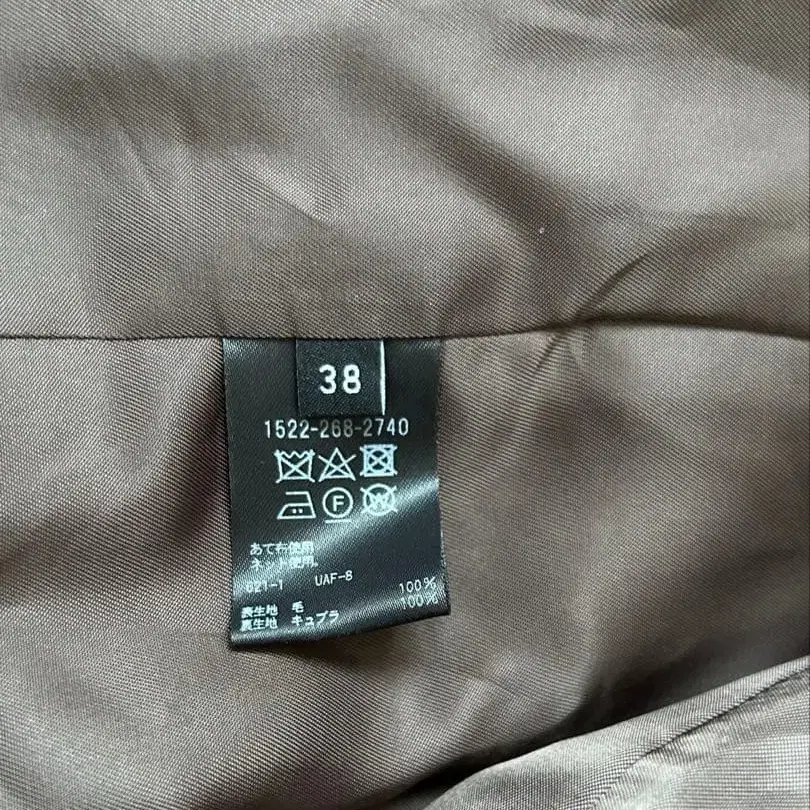 38
1522-268-2740
F
W
あて布使用
ネット使用。
621-1 UAF-8
表生地 毛 100%
裏生地 キュプラ 100%